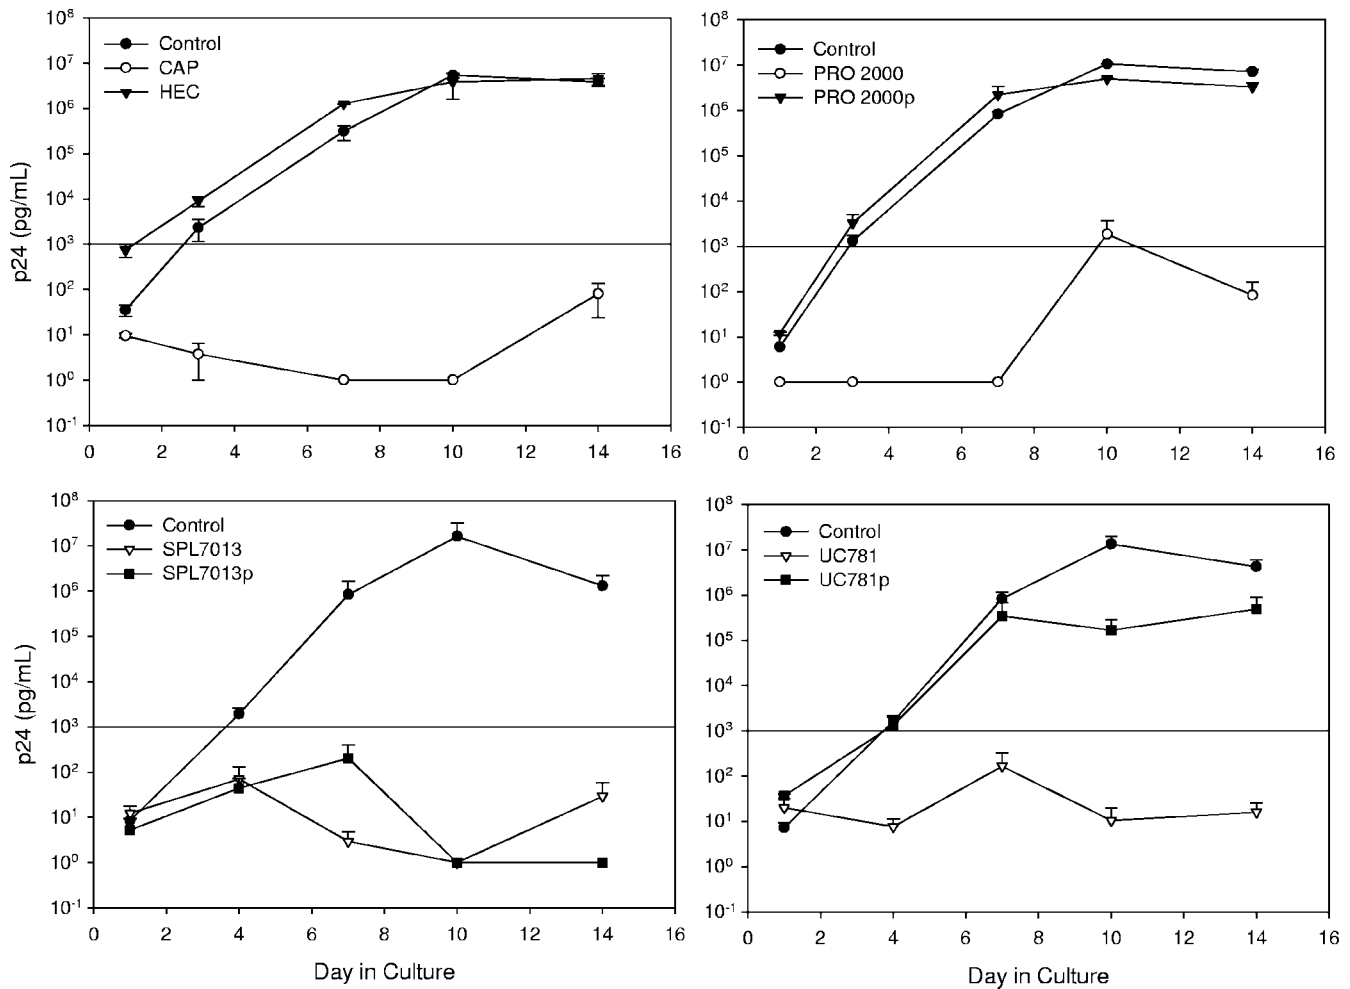 10⁸
10⁷
10⁶
10⁵
10⁴
10³
10²
10¹
10⁰
10⁻¹
p24 (pg/mL)
Control
CAP
HEC
0 2 4 6 8 10 12 14 16
10⁸
10⁷
10⁶
10⁵
10⁴
10³
10²
10¹
10⁰
10⁻¹
Control
PRO 2000
PRO 2000p
0 2 4 6 8 10 12 14 16
10⁸
10⁷
10⁶
10⁵
10⁴
10³
10²
10¹
10⁰
10⁻¹
p24 (pg/mL)
Control
SPL7013
SPL7013p
0 2 4 6 8 10 12 14 16
Day in Culture
10⁸
10⁷
10⁶
10⁵
10⁴
10³
10²
10¹
10⁰
10⁻¹
Control
UC781
UC781p
0 2 4 6 8 10 12 14 16
Day in Culture